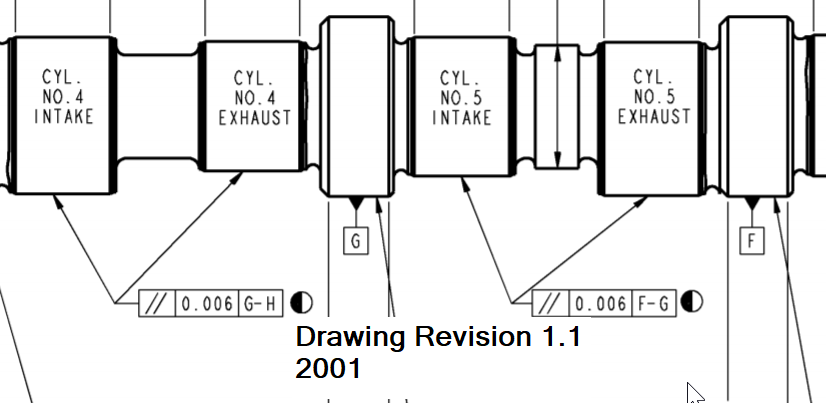 CYL.
NO.4
INTAKE
CYL.
NO.4
EXHAUST
CYL.
NO.5
INTAKE
CYL.
NO.5
EXHAUST
G
F
// 0.006 G-H
// 0.006 F-G
Drawing Revision 1.1
2001